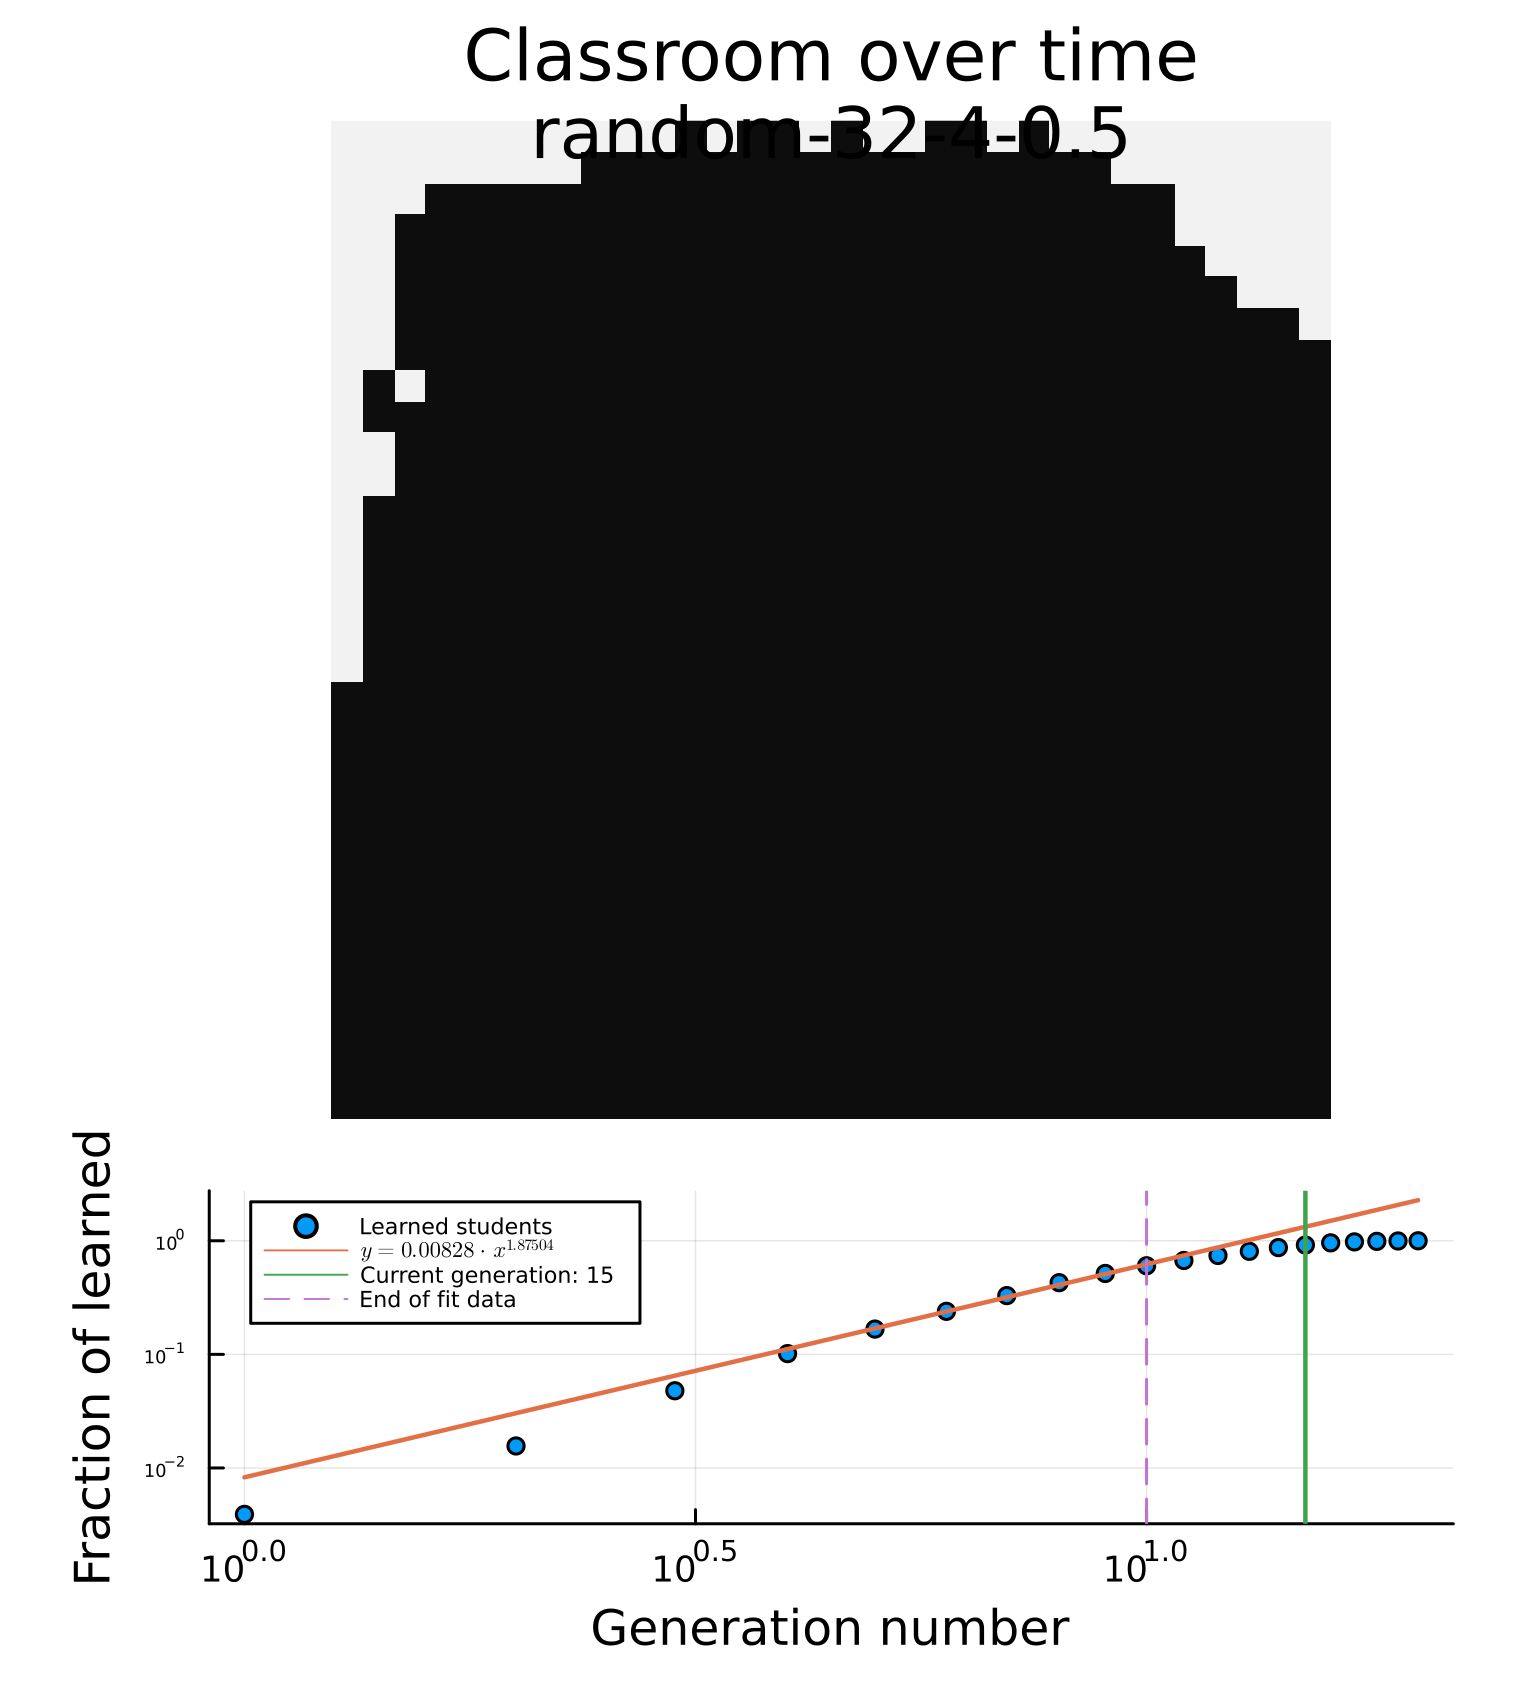 Classroom over time
random-32-4-0.5
Fraction of learned
10^0
10^-1
10^-2
Learned students
y = 0.00828 · x^1.87504
Current generation: 15
End of fit data
10^0.0 10^0.5 10^1.0
Generation number